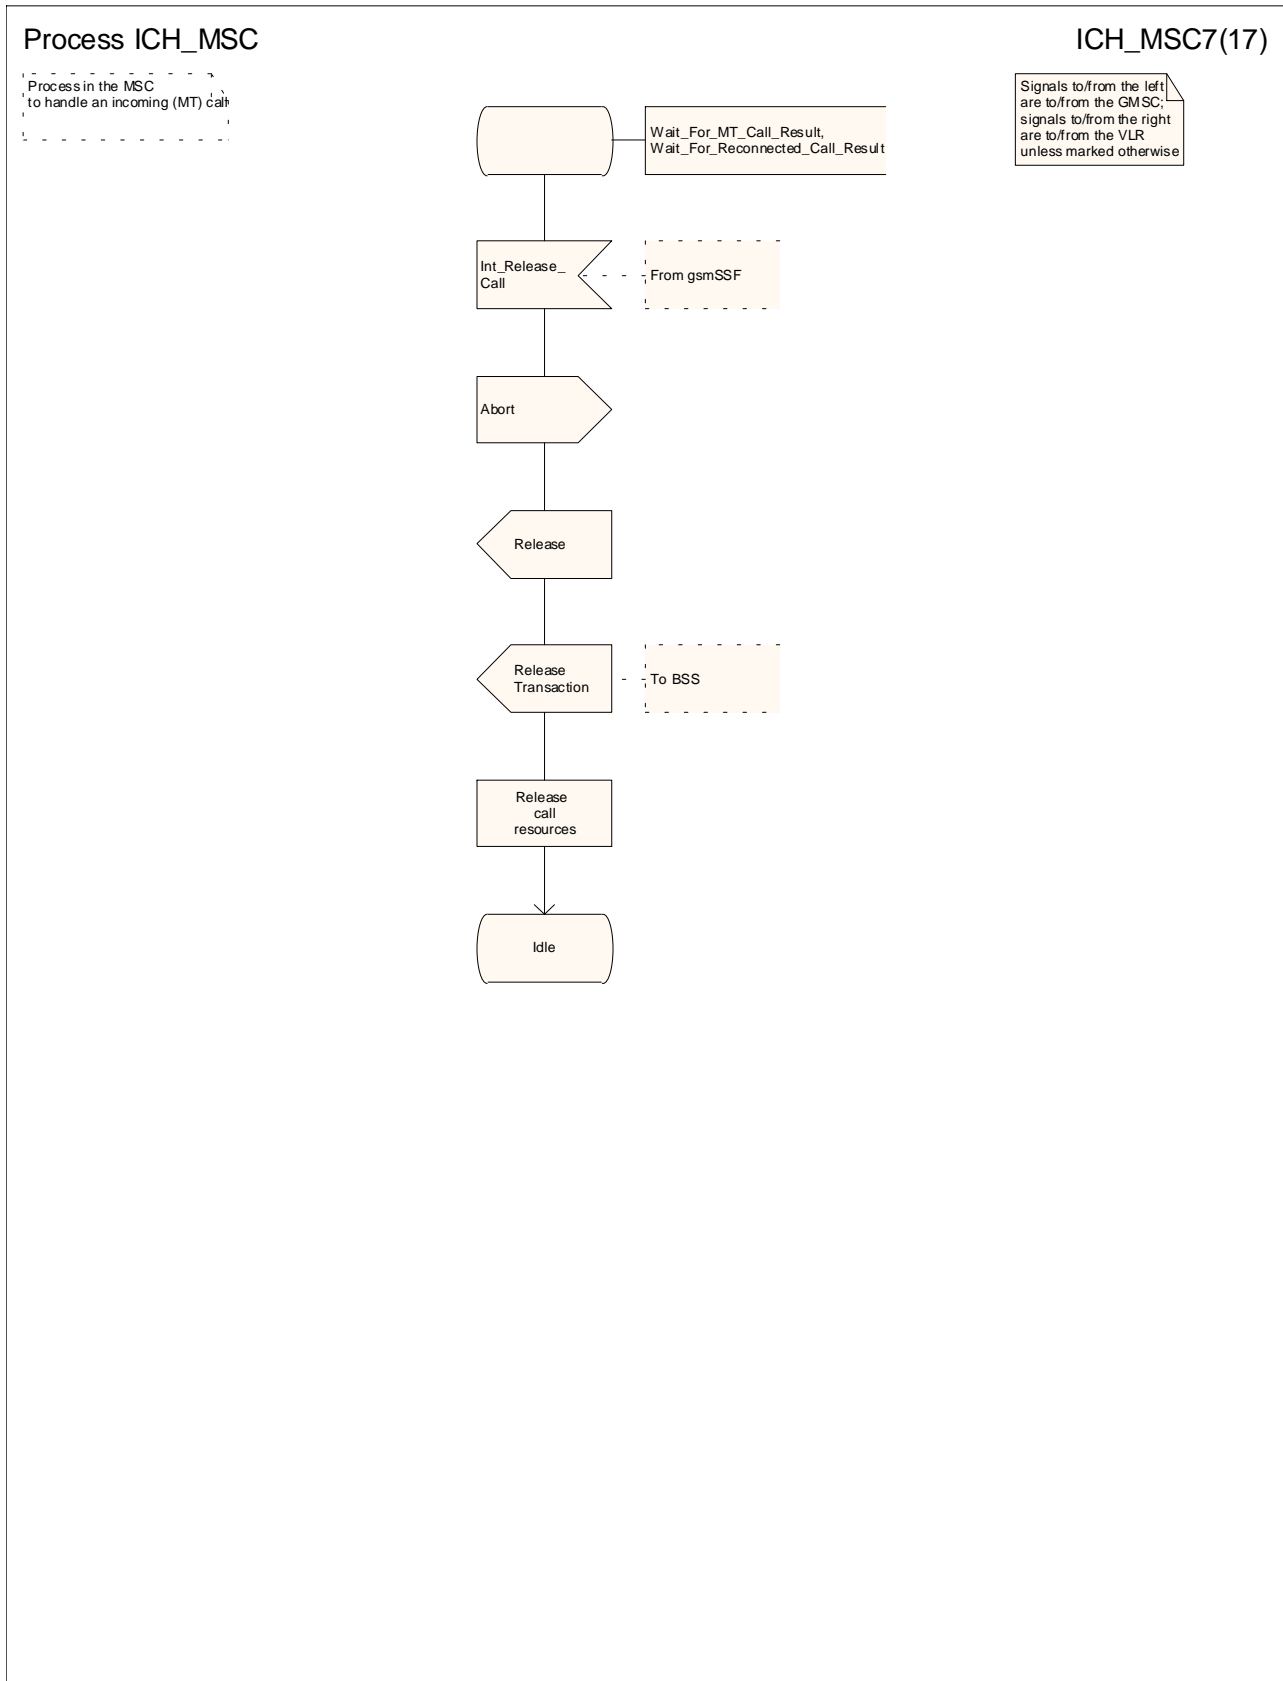 Process ICH_MSC
ICH_MSC7(17)
Process in the MSC
to handle an incoming (MT) call
Signals to/from the left
are to/from the GMSC;
signals to/from the right
are to/from the VLR
unless marked otherwise
Wait_For_MT_Call_Result,
Wait_For_Reconnected_Call_Result
Int_Release_
Call
From gsmSSF
Abort
Release
Release
Transaction
To BSS
Release
call
resources
Idle